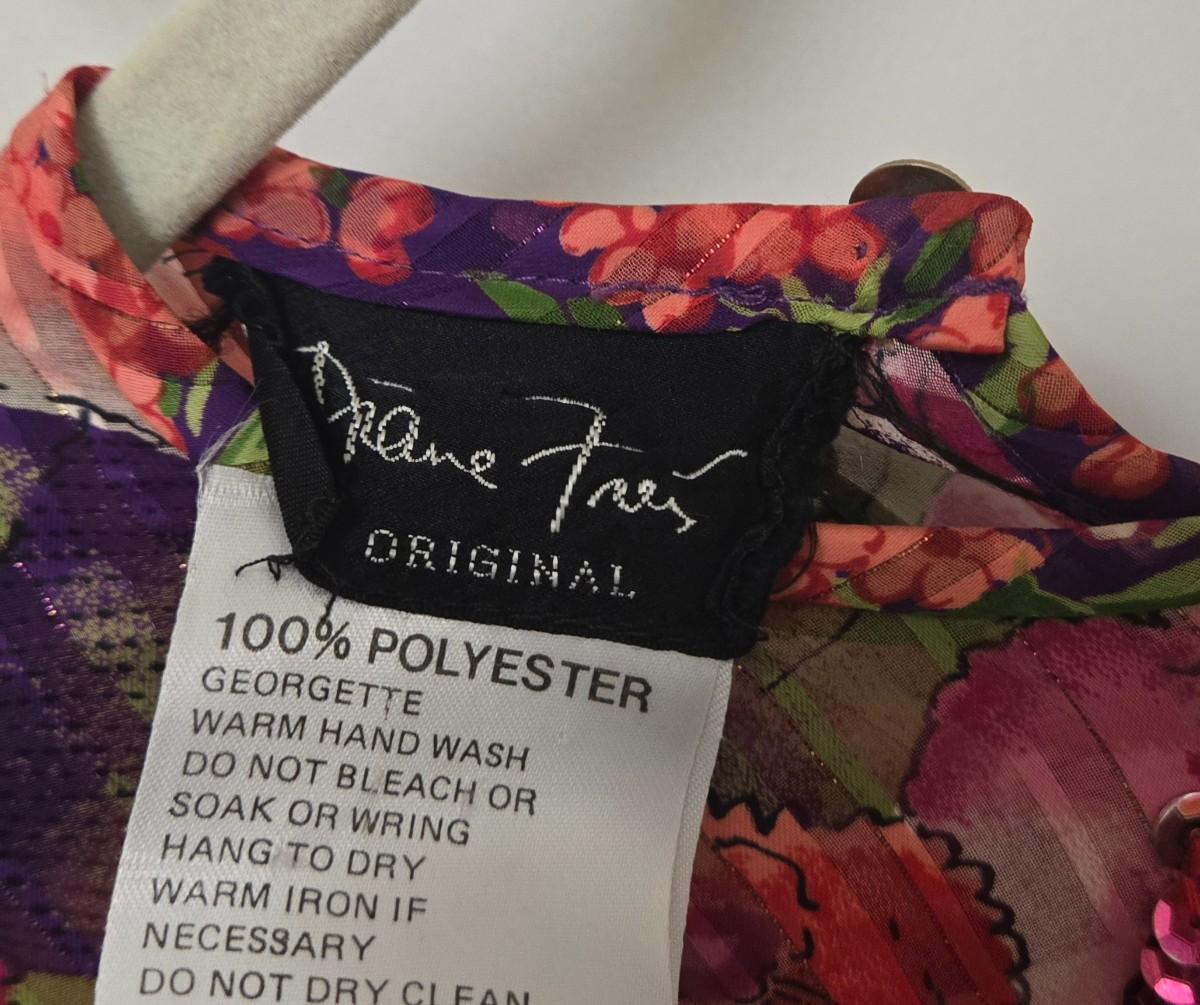 Diane Freis
ORIGINAL
100% POLYESTER
GEORGETTE
WARM HAND WASH
DO NOT BLEACH OR
SOAK OR WRING
HANG TO DRY
WARM IRON IF
NECESSARY
DO NOT DRY CLEAN